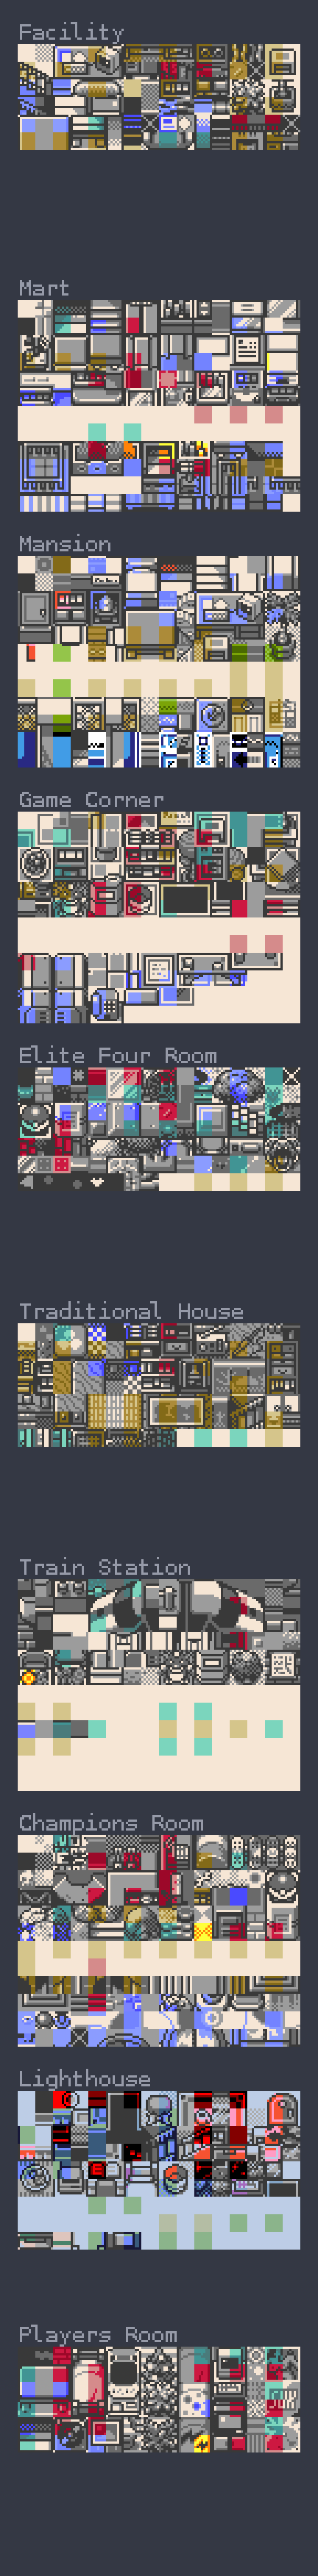 Facility
Mart
Mansion
Game Corner
Elite Four Room
Traditional House
Train Station
Champions Room
Lighthouse
Players Room